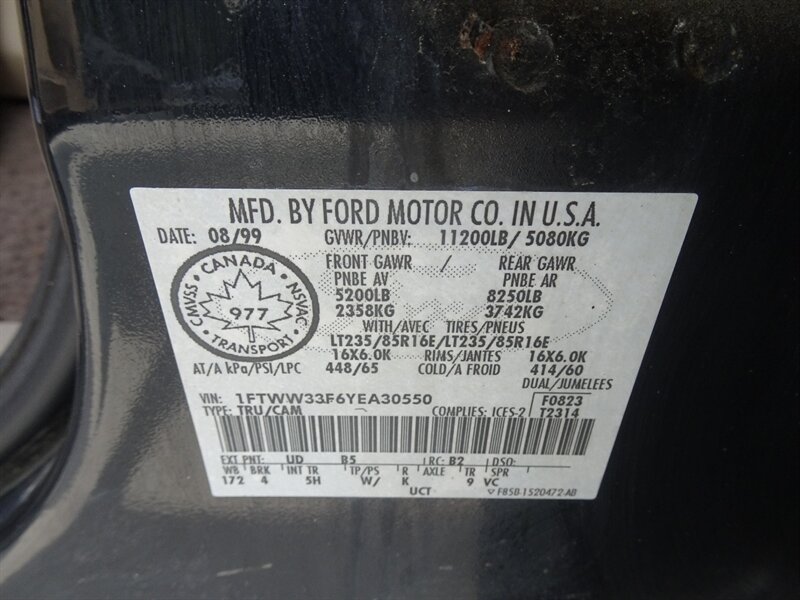 MFD. BY FORD MOTOR CO. IN U.S.A.
DATE: 08/99 GVWR/PNBV: 11200LB/ 5080KG
CANADA
CMVSS NSVAC
977
TRANSPORT
FRONT GAWR / REAR GAWR
PNBE AV PNBE AR
5200LB 8250LB
2358KG 3742KG
WITH/AVEC TIRES/PNEUS
LT235/85R16E/LT235/85R16E
16X6.0K RIMS/JANTES 16X6.0K
AT/A kPa/PSI/LPC 448/65 COLD/A FROID 414/60
DUAL/JUMELEES
VIN: 1FTWW33F6YEA30550 F0823
TYPE: TRU/CAM COMPLIES: ICES-2 T2314
EXT PNT: UD B5 RC: B2 DSO:
WB BRK INT TR TP/PS R AXLE TR SPR
172 4 5H W/ K 9 VC
UCT F85B-1520472-AB